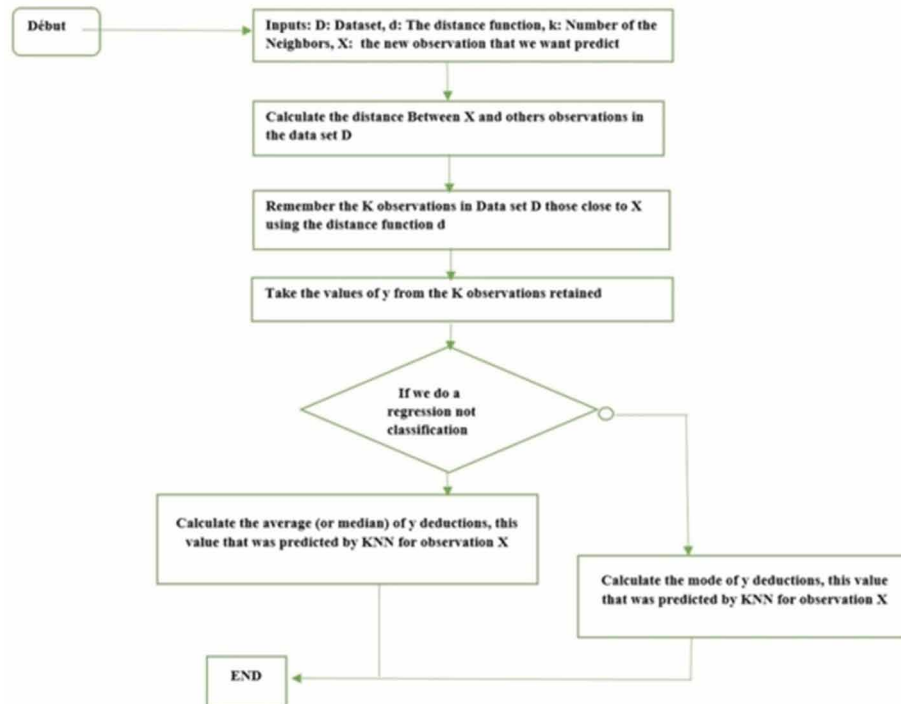 Début
Inputs: D: Dataset, d: The distance function, k: Number of the
Neighbors, X: the new observation that we want predict
Calculate the distance Between X and others observations in
the data set D
Remember the K observations in Data set D those close to X
using the distance function d
Take the values of y from the K observations retained
If we do a
regression not
classification
Calculate the average (or median) of y deductions, this
value that was predicted by KNN for observation X
Calculate the mode of y deductions, this value
that was predicted by KNN for observation X
END